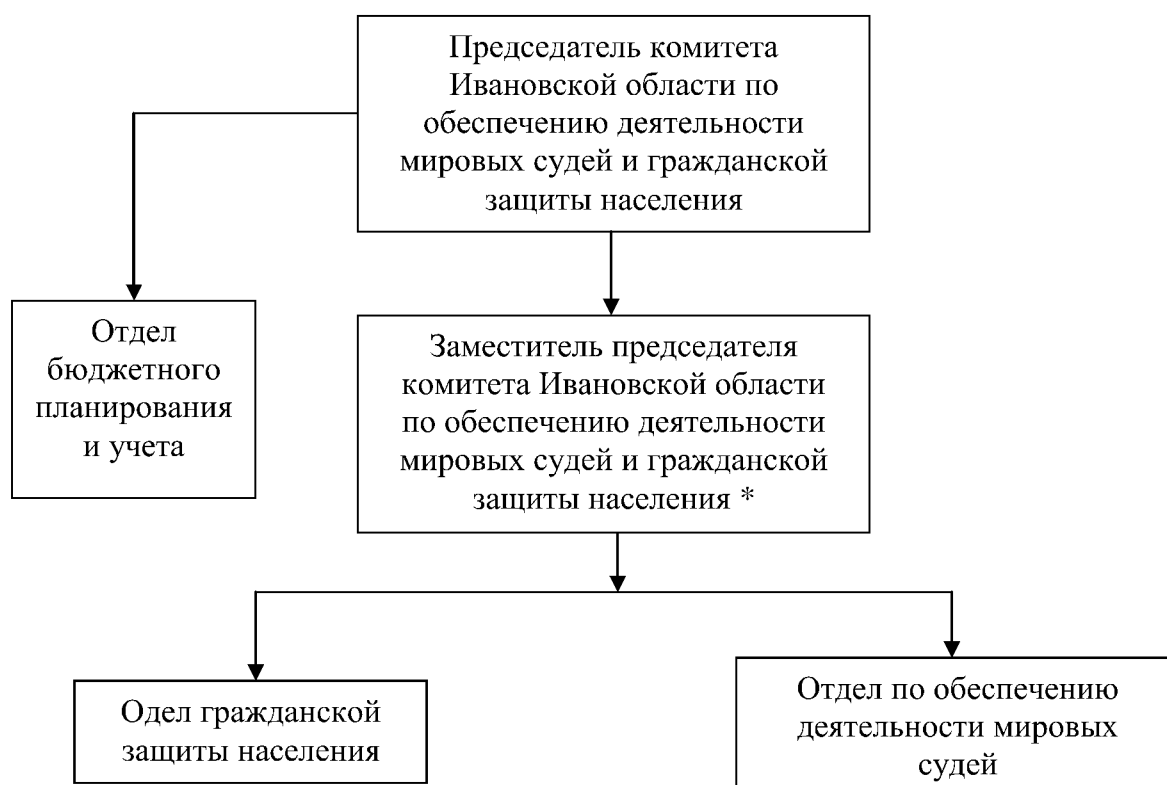 Председатель комитета
Ивановской области по
обеспечению деятельности
мировых судей и гражданской
защиты населения
Отдел
бюджетного
планирования
и учета
Заместитель председателя
комитета Ивановской области
по обеспечению деятельности
мировых судей и гражданской
защиты населения *
Одел гражданской
защиты населения
Отдел по обеспечению
деятельности мировых
судей